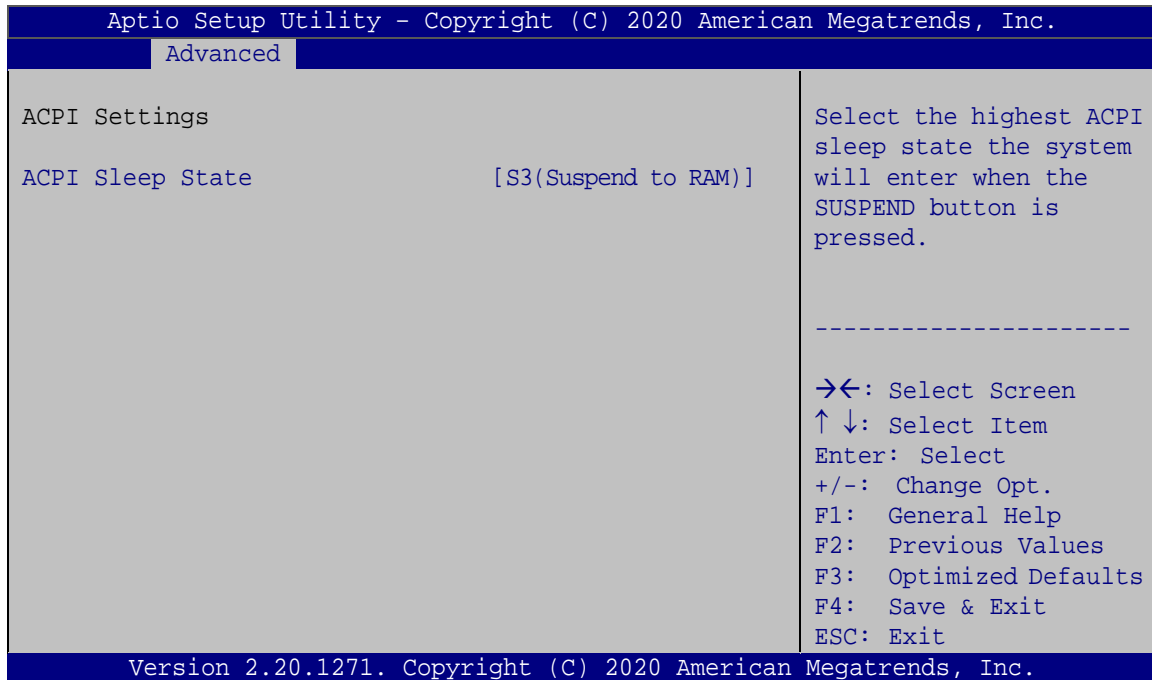 Aptio Setup Utility – Copyright (C) 2020 American Megatrends, Inc.
Advanced
ACPI Settings
ACPI Sleep State [S3(Suspend to RAM)]
Select the highest ACPI
sleep state the system
will enter when the
SUSPEND button is
pressed.
----------------------
→←: Select Screen
↑ ↓: Select Item
Enter: Select
+/-: Change Opt.
F1: General Help
F2: Previous Values
F3: Optimized Defaults
F4: Save & Exit
ESC: Exit
Version 2.20.1271. Copyright (C) 2020 American Megatrends, Inc.